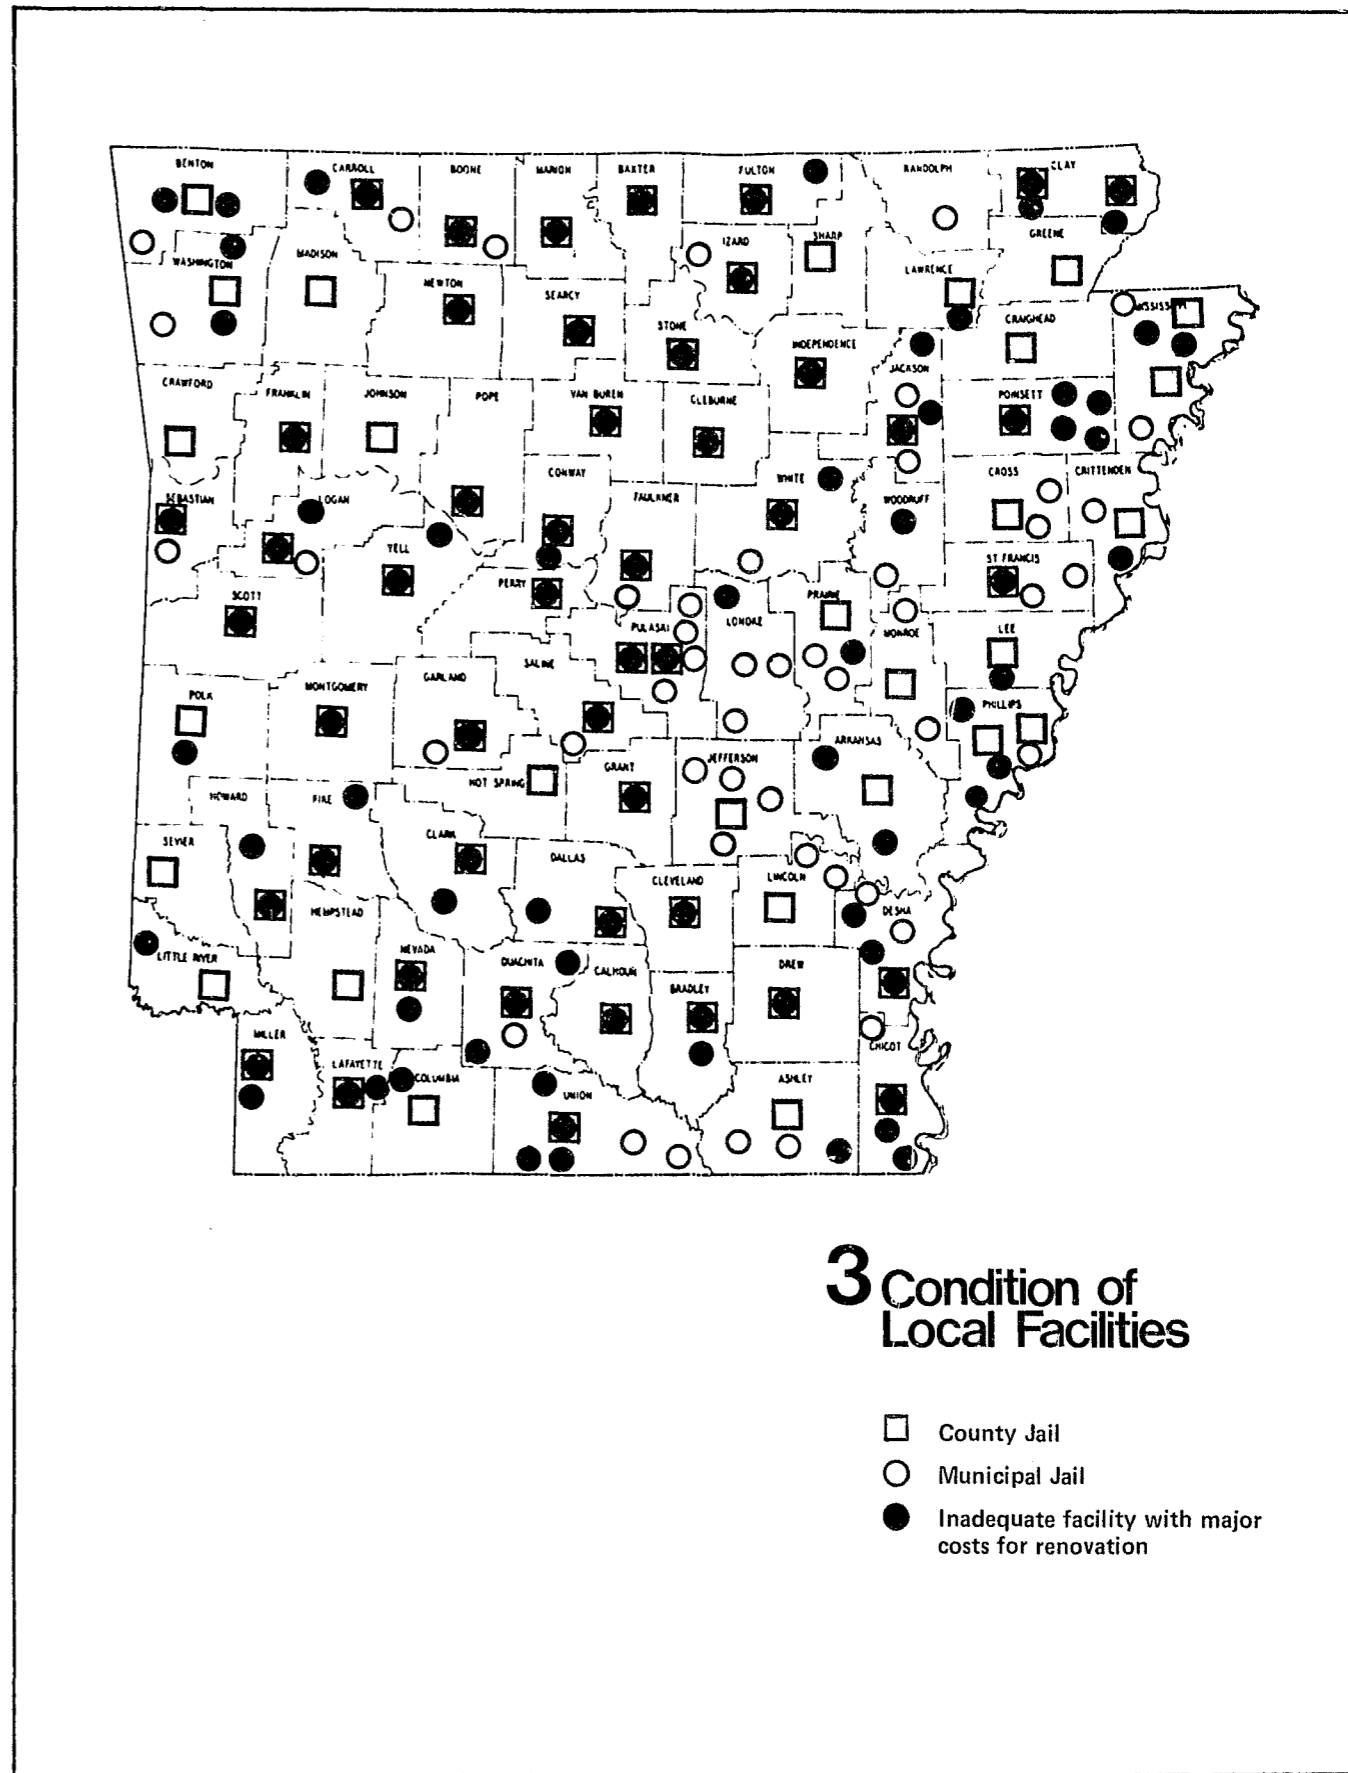 BENTON
CARROLL
BOONE
MARION
BAXTER
FULTON
RANDOLPH
CLAY
GREENE
IZARD
SHARP
WASHINGTON
MADISON
LAWRENCE
NEWTON
SEARCY
STONE
INDEPENDENCE
CRAIGHEAD
JACKSON
CRAWFORD
FRANKLIN
JOHNSON
POPE
VAN BUREN
CLEBURNE
POINSETT
CONWAY
WHITE
CROSS
CRITTENDEN
SEBASTIAN
LOGAN
FAULKNER
WOODRUFF
YELL
ST FRANCIS
PERRY
SCOTT
PRAIRIE
LONOKE
PULASKI
MONROE
LEE
SALINE
GARLAND
MONTGOMERY
POLK
PHILLIPS
ARKANSAS
JEFFERSON
GRANT
HOT SPRING
HOWARD
PIKE
CLARK
SEVIER
DALLAS
CLEVELAND
LINCOLN
HEMPSTEAD
DESHA
NEVADA
LITTLE RIVER
OUACHITA
CALHOUN
DREW
BRADLEY
MILLER
CHICOT
LAFAYETTE
COLUMBIA
ASHLEY
UNION
3 Condition of
Local Facilities
County Jail
Municipal Jail
Inadequate facility with major
costs for renovation